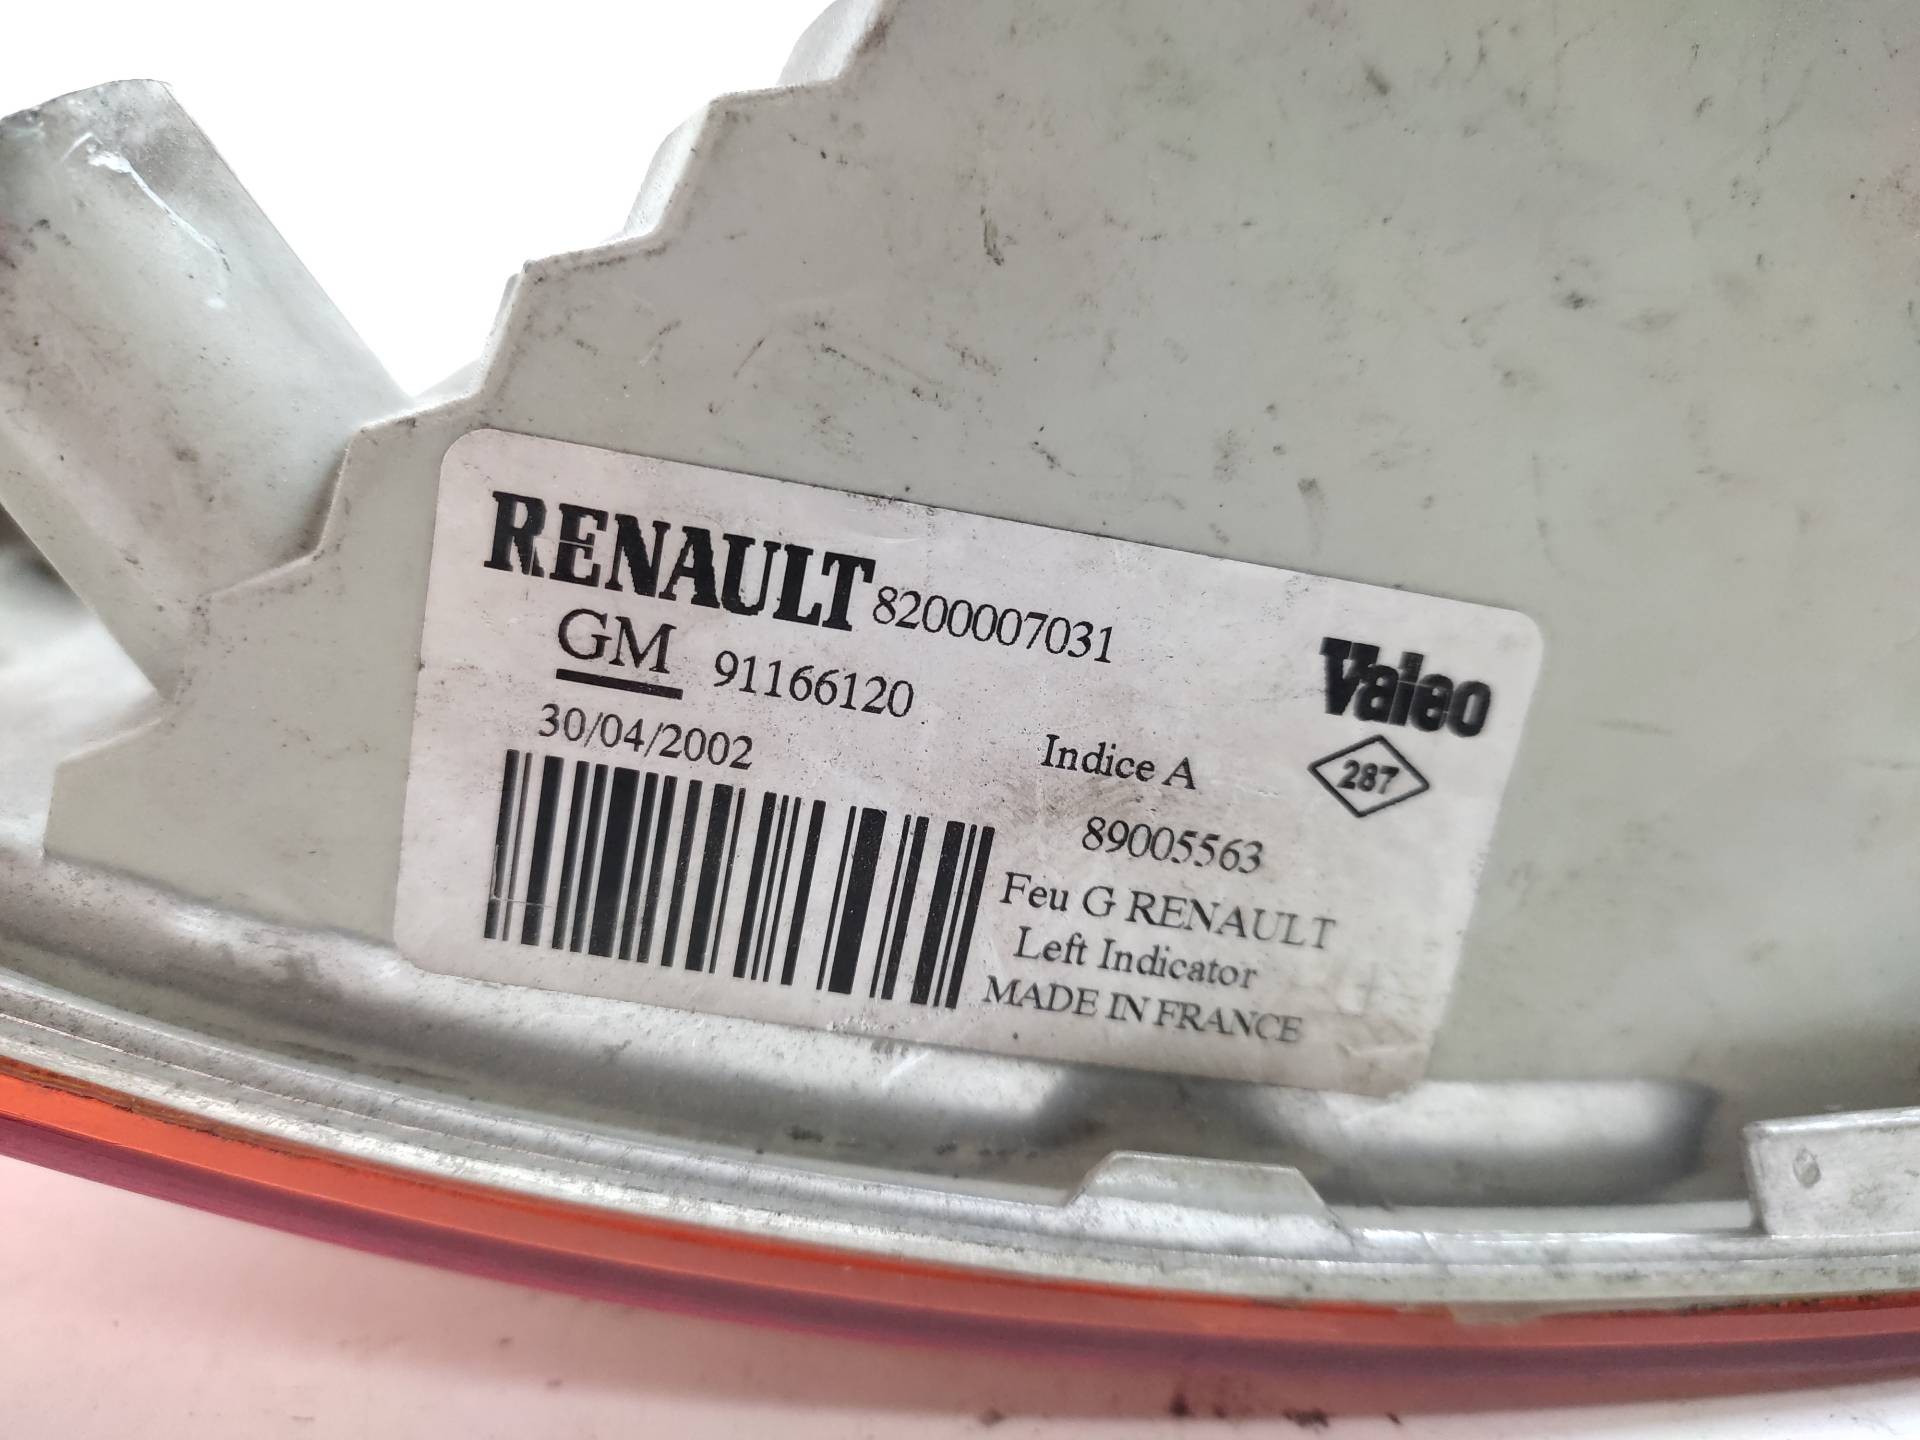 RENAULT 8200007031
GM 91166120
Valeo
30/04/2002
Indice A
287
89005563
Feu G RENAULT
Left Indicator
MADE IN FRANCE